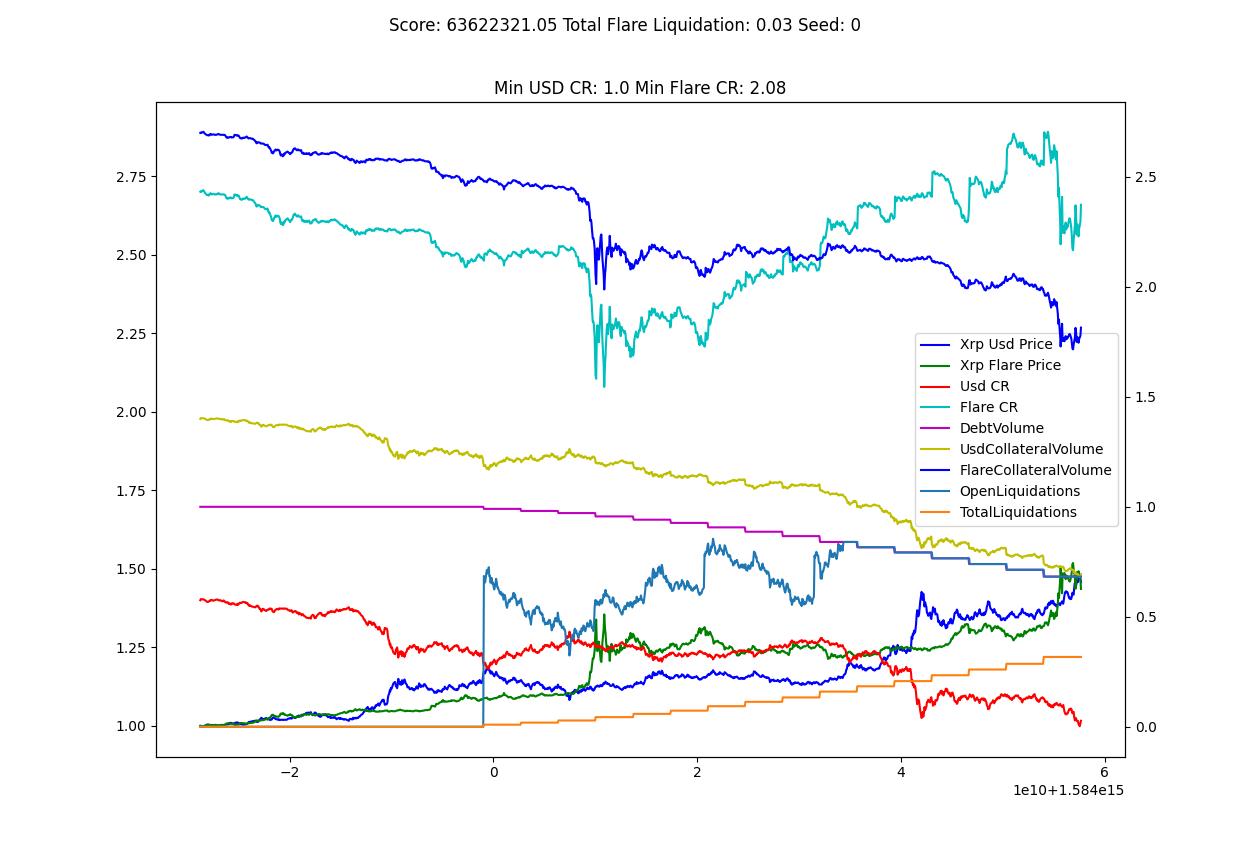 Score: 63622321.05 Total Flare Liquidation: 0.03 Seed: 0
Min USD CR: 1.0 Min Flare CR: 2.08
2.75
2.50
2.25
2.00
1.75
1.50
1.25
1.00
2.5
2.0
1.5
1.0
0.5
0.0
Xrp Usd Price
Xrp Flare Price
Usd CR
Flare CR
DebtVolume
UsdCollateralVolume
FlareCollateralVolume
OpenLiquidations
TotalLiquidations
−2 0 2 4 6
1e10+1.584e15